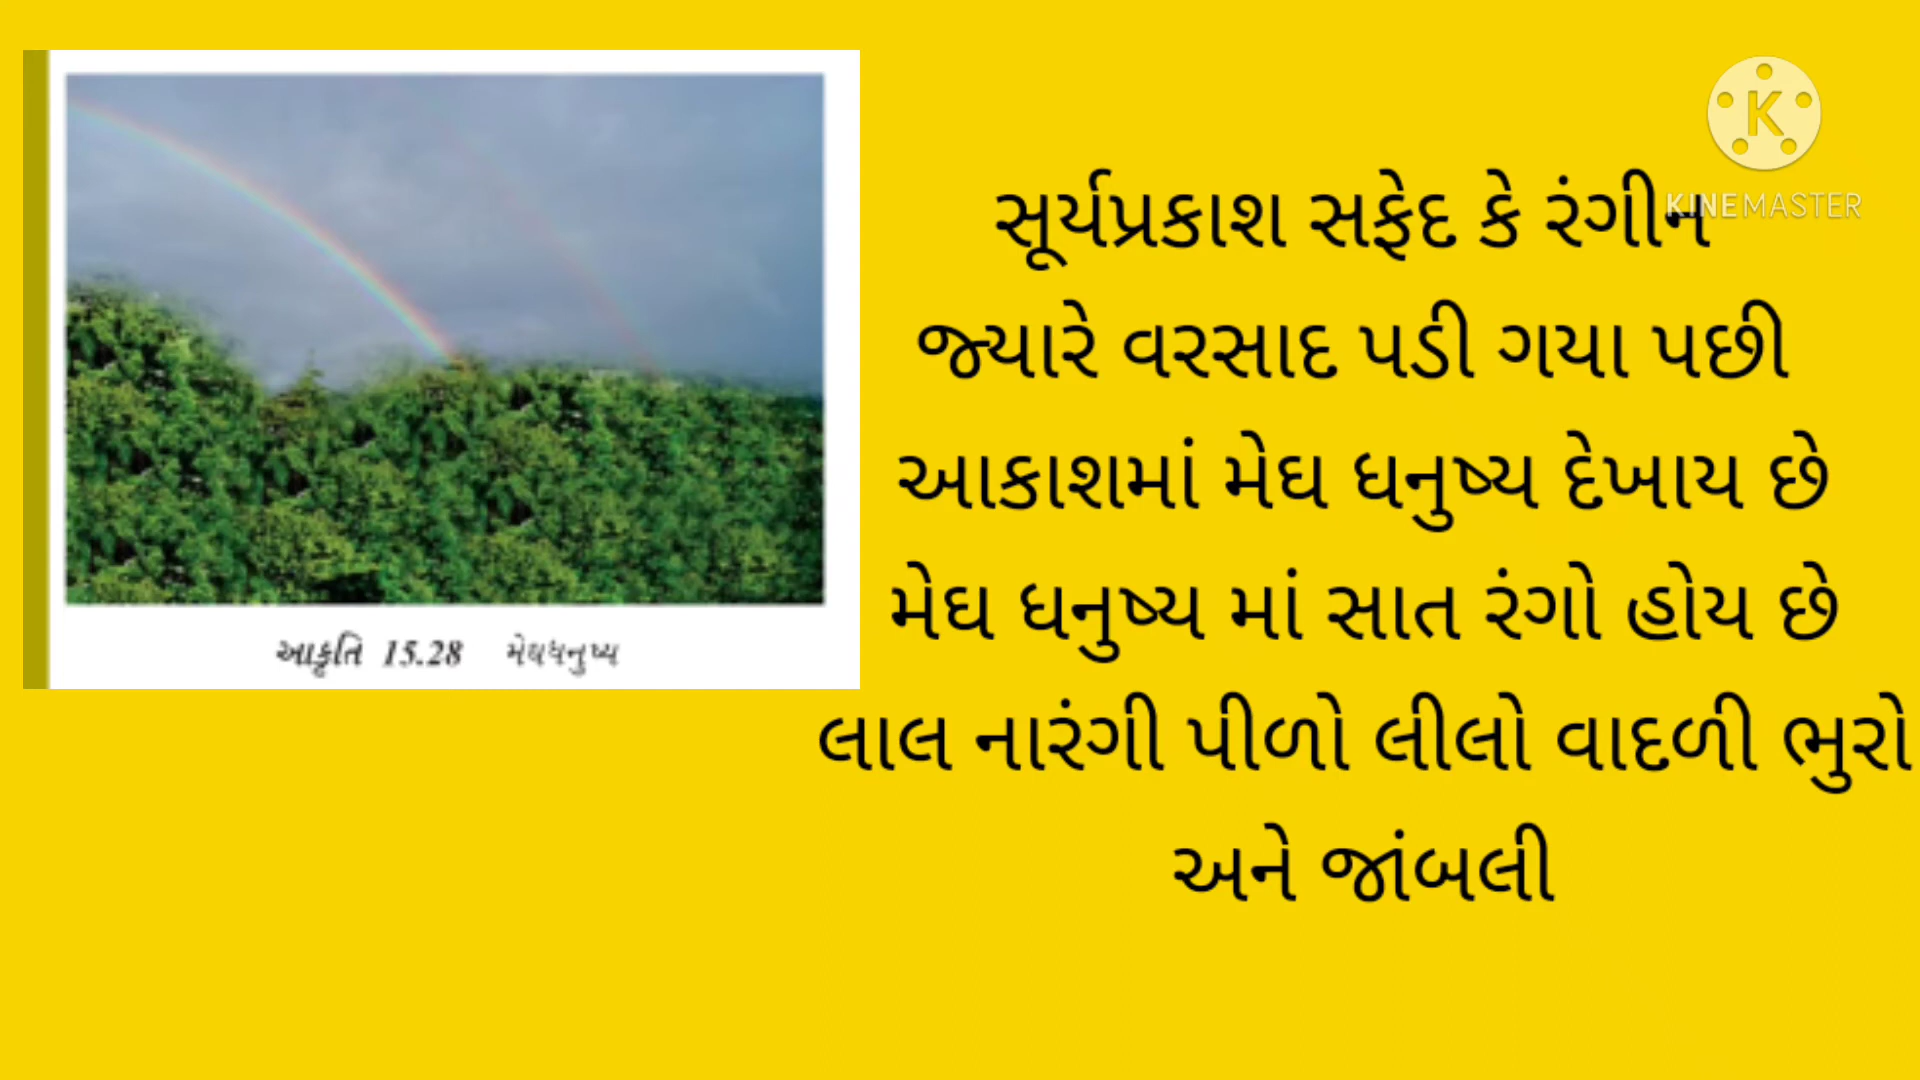 આકૃતિ 15.28 મેઘધનુષ્ય
K
KINEMASTER
સૂર્યપ્રકાશ સફેદ કે રંગીન
જ્યારે વરસાદ પડી ગયા પછી
આકાશમાં મેઘ ધનુષ્ય દેખાય છે
મેઘ ધનુષ્ય માં સાત રંગો હોય છે
લાલ નારંગી પીળો લીલો વાદળી ભુરો
અને જાંબલી